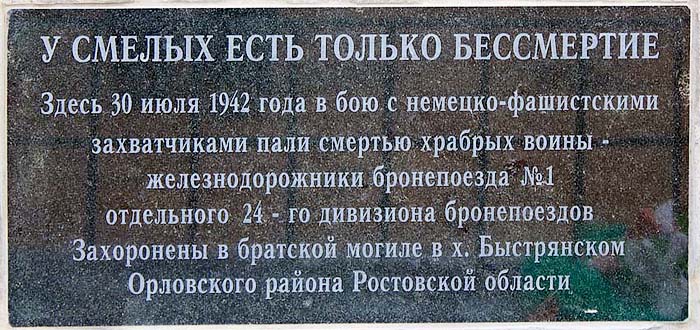 У СМЕЛЫХ ЕСТЬ ТОЛЬКО БЕССМЕРТИЕ
Здесь 30 июля 1942 года в бою с немецко-фашистскими
захватчиками пали смертью храбрых воины -
железнодорожники бронепоезда №1
отдельного 24 - го дивизиона бронепоездов
Захоронены в братской могиле в х. Быстрянском
Орловского района Ростовской области